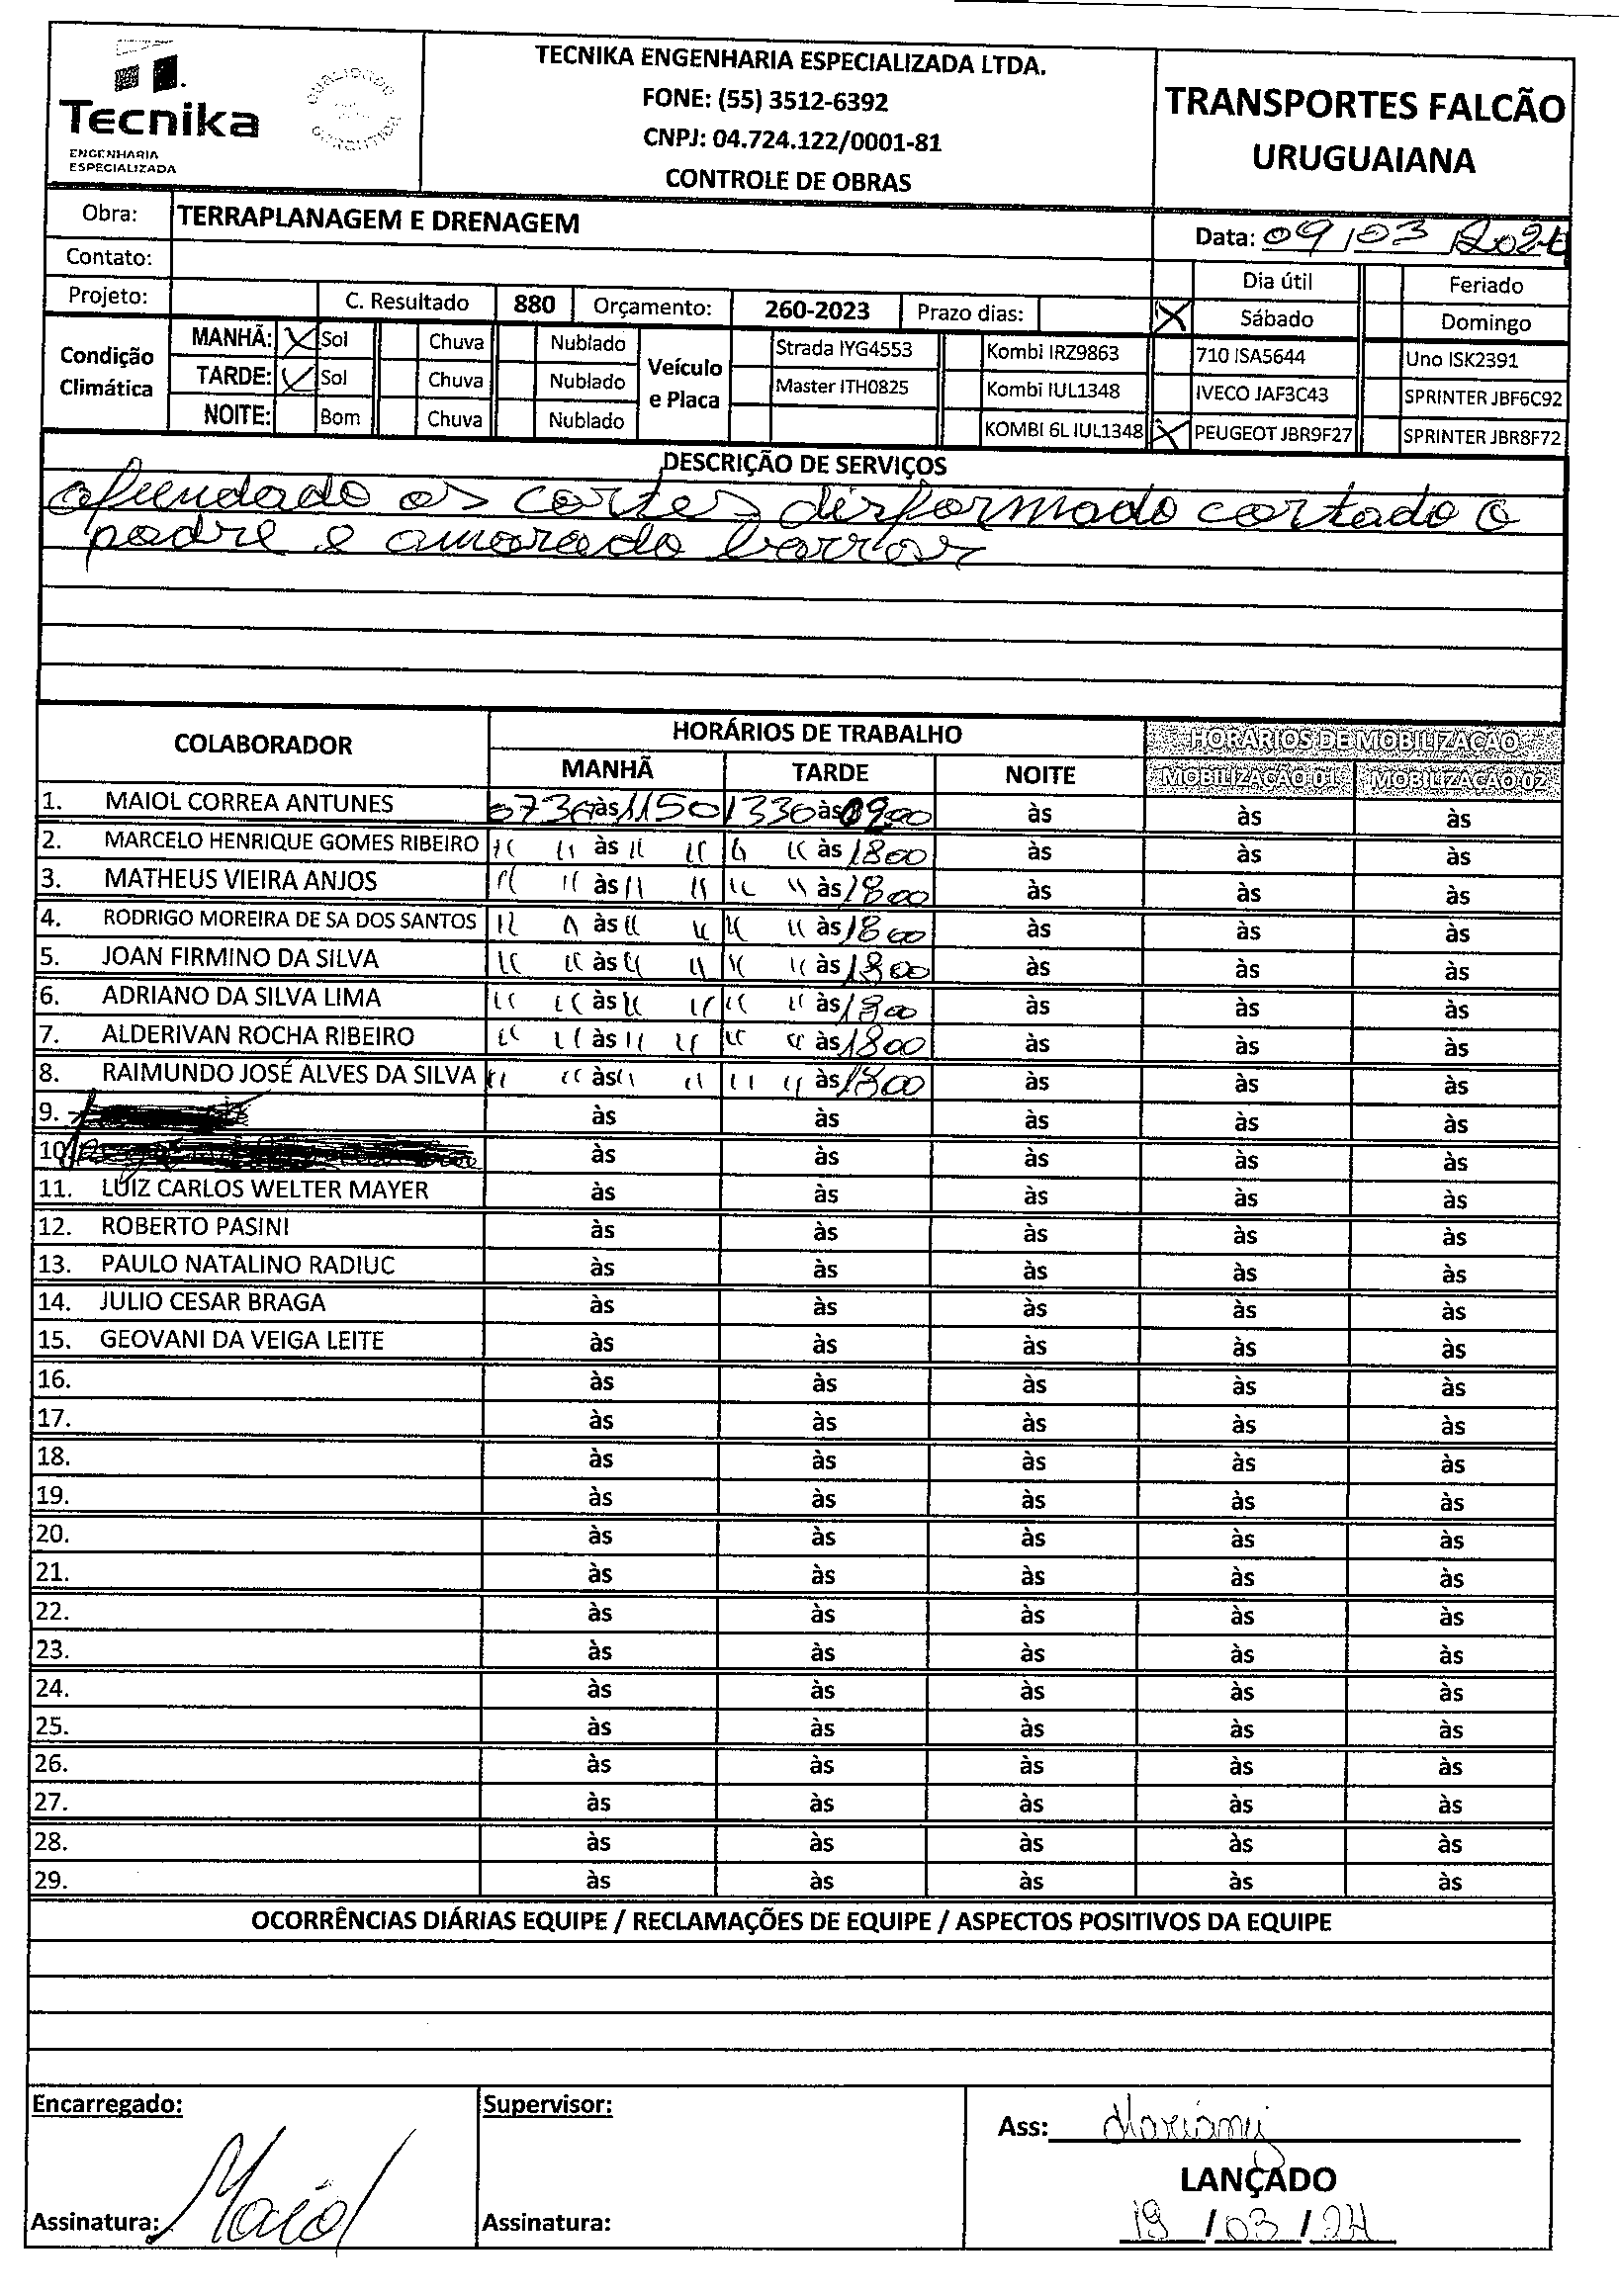 Tecnika
ENGENHARIA
ESPECIALIZADA
QUALIDADE
TECNIKA ENGENHARIA ESPECIALIZADA LTDA.
FONE: (55) 3512-6392
CNPJ: 04.724.122/0001-81
CONTROLE DE OBRAS
TRANSPORTES FALCÃO
URUGUAIANA
Obra: TERRAPLANAGEM E DRENAGEM
Data: 09/03/2024
Contato:
Dia útil Feriado
Projeto: C. Resultado 880 Orçamento: 260-2023 Prazo dias: X Sábado Domingo
Condição Climática
MANHÃ: X Sol Chuva Nublado
TARDE: X Sol Chuva Nublado
NOITE: Bom Chuva Nublado
Veículo e Placa
Strada IYG4553 Kombi IRZ9863 710 ISA5644 Uno ISK2391
Master ITH0825 Kombi IUL1348 IVECO JAF3C43 SPRINTER JBF6C92
KOMBI 6L IUL1348 X PEUGEOT JBR9F27 SPRINTER JBR8F72
DESCRIÇÃO DE SERVIÇOS
afundado os cortes disformado cortado o
padre e amarado barras
COLABORADOR HORÁRIOS DE TRABALHO HORÁRIOS DE MOBILIZAÇÃO
MANHÃ TARDE NOITE MOBILIZAÇÃO 01 MOBILIZAÇÃO 02
1. MAIOL CORREA ANTUNES 0730 às 1150 1330 às às às às
2. MARCELO HENRIQUE GOMES RIBEIRO " " às " " " " às 1800 às às às
3. MATHEUS VIEIRA ANJOS " " às " " " " às 1800 às às às
4. RODRIGO MOREIRA DE SA DOS SANTOS " " às " " " " às 1800 às às às
5. JOAN FIRMINO DA SILVA " " às " " " " às 1800 às às às
6. ADRIANO DA SILVA LIMA " " às " " " " às 1800 às às às
7. ALDERIVAN ROCHA RIBEIRO " " às " " " " às 1800 às às às
8. RAIMUNDO JOSÉ ALVES DA SILVA " " às " " " " às 1800 às às às
9. às às às às às
10. às às às às às
11. LUIZ CARLOS WELTER MAYER às às às às às
12. ROBERTO PASINI às às às às às
13. PAULO NATALINO RADIUC às às às às às
14. JULIO CESAR BRAGA às às às às às
15. GEOVANI DA VEIGA LEITE às às às às às
16. às às às às às
17. às às às às às
18. às às às às às
19. às às às às às
20. às às às às às
21. às às às às às
22. às às às às às
23. às às às às às
24. às às às às às
25. às às às às às
26. às às às às às
27. às às às às às
28. às às às às às
29. às às às às às
OCORRÊNCIAS DIÁRIAS EQUIPE / RECLAMAÇÕES DE EQUIPE / ASPECTOS POSITIVOS DA EQUIPE
Encarregado:
Assinatura: Maiol
Supervisor:
Assinatura:
Ass: Mariany
LANÇADO
19 / 03 / 24